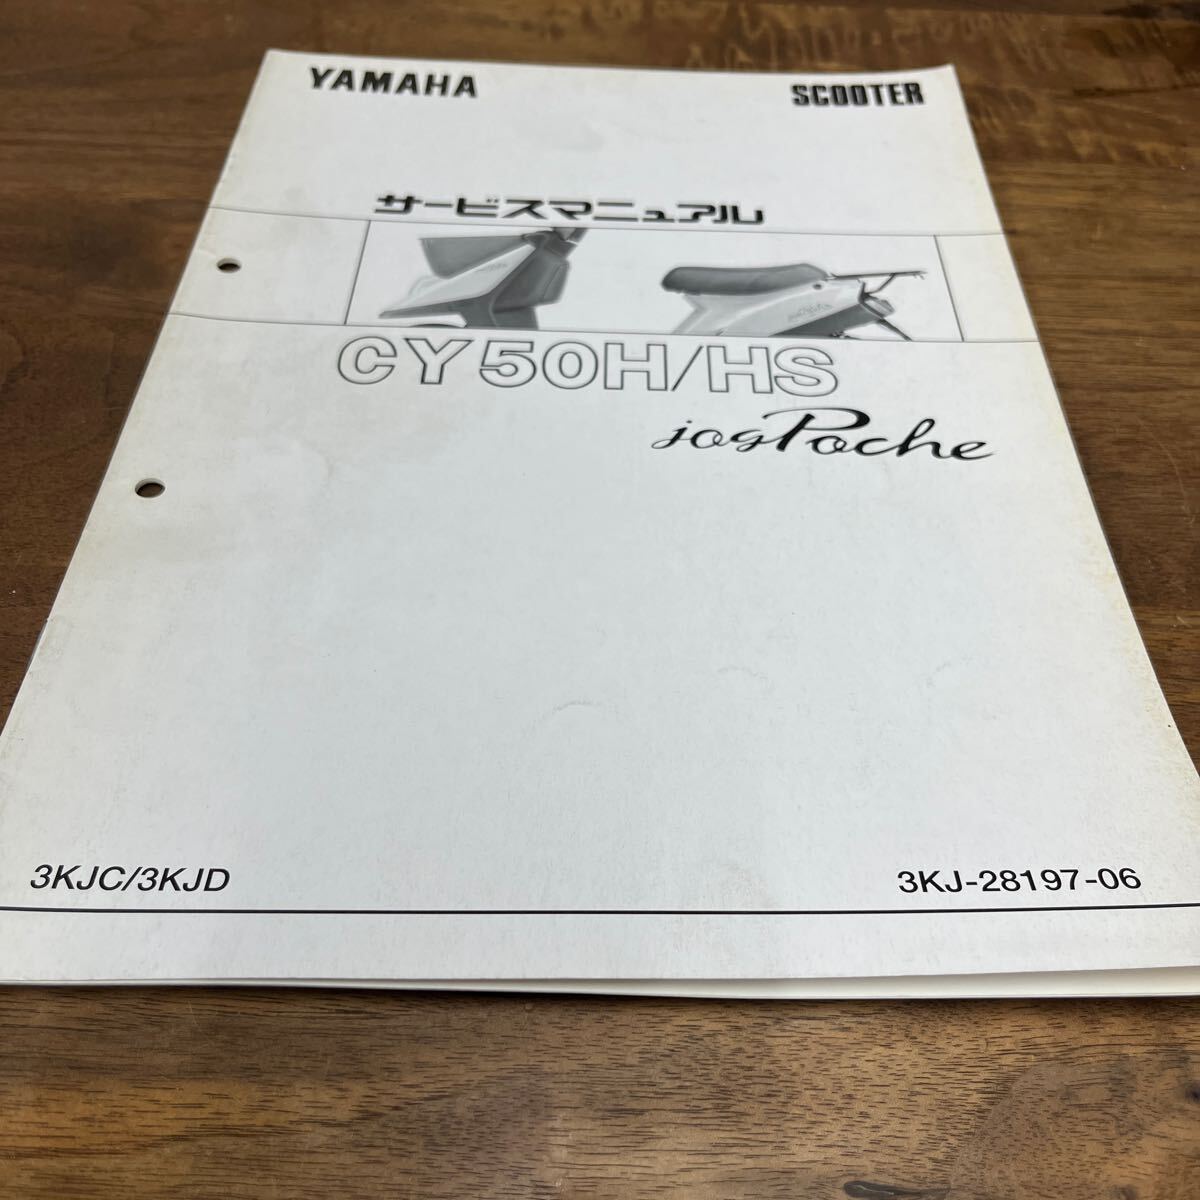 YAMAHA
SCOOTER
サービスマニュアル
CY50H/HS
jogPoche
3KJC/3KJD
3KJ-28197-06